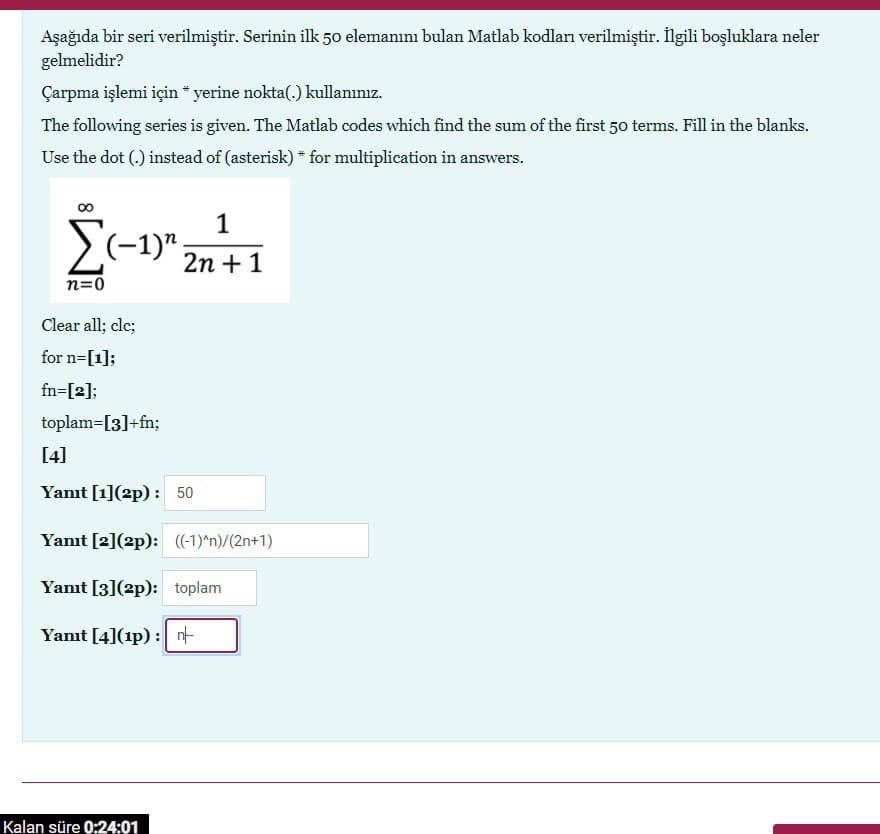 Aşağıda bir seri verilmiştir. Serinin ilk 50 elemanını bulan Matlab kodları verilmiştir. İlgili boşluklara neler
gelmelidir?
Çarpma işlemi için * yerine nokta(.) kullanınız.
The following series is given. The Matlab codes which find the sum of the first 50 terms. Fill in the blanks.
Use the dot (.) instead of (asterisk) * for multiplication in answers.
∞
∑(-1)ⁿ 1
2n + 1
n=0
Clear all; clc;
for n=[1];
fn=[2];
toplam=[3]+fn;
[4]
Yanıt [1](2p) : 50
Yanıt [2](2p): ((-1)^n)/(2n+1)
Yanıt [3](2p): toplam
Yanıt [4](1p) : n-
Kalan süre 0:24:01